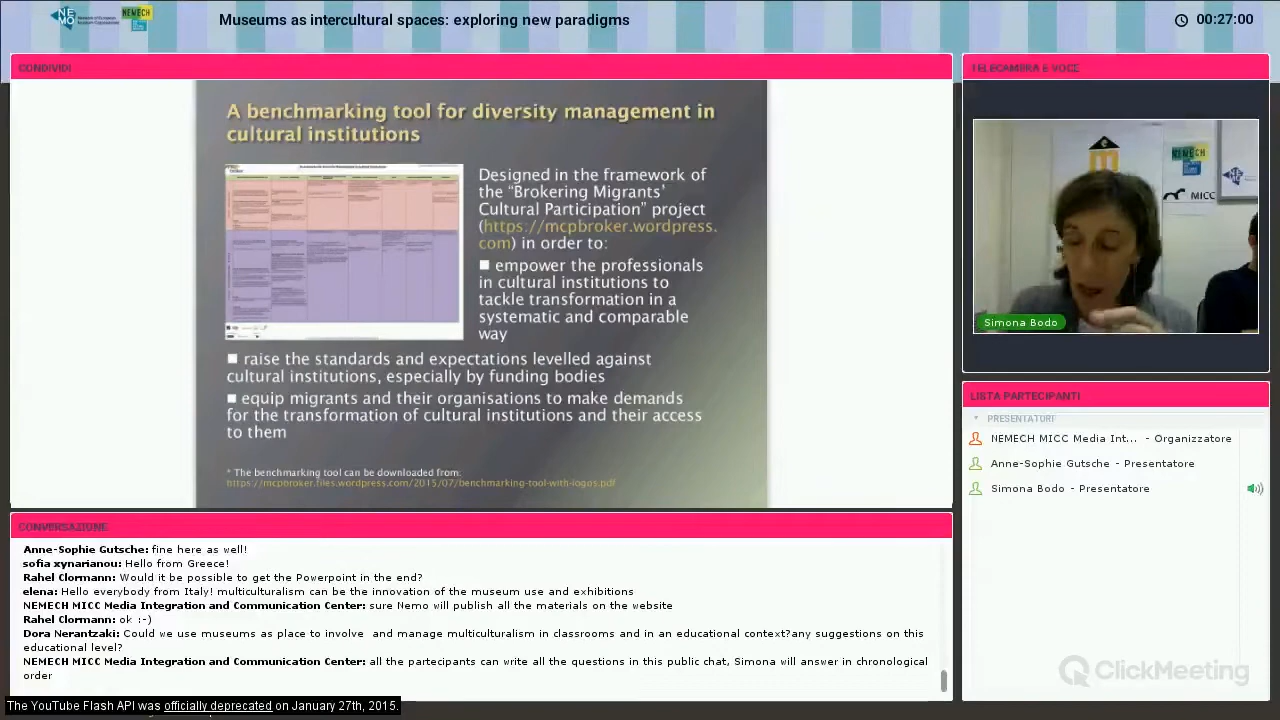 NEMO
Network of European
Museum Organisations
NEMECH
Museums as intercultural spaces: exploring new paradigms
00:27:00
CONDIVIDI
A benchmarking tool for diversity management in
cultural institutions
Designed in the framework of
the “Brokering Migrants’
Cultural Participation” project
(https://mcpbroker.wordpress.
com) in order to:
■ empower the professionals
in cultural institutions to
tackle transformation in a
systematic and comparable
way
■ raise the standards and expectations levelled against
cultural institutions, especially by funding bodies
■ equip migrants and their organisations to make demands
for the transformation of cultural institutions and their access
to them
* The benchmarking tool can be downloaded from:
https://mcpbroker.files.wordpress.com/2015/07/benchmarking-tool-with-logos.pdf
TELECAMERA E VOCE
NEMECH
MICC
Simona Bodo
LISTA PARTECIPANTI
PRESENTATORI
NEMECH MICC Media Int... - Organizzatore
Anne-Sophie Gutsche - Presentatore
Simona Bodo - Presentatore
CONVERSAZIONE
Anne-Sophie Gutsche: fine here as well!
sofia xynarianou: Hello from Greece!
Rahel Clormann: Would it be possible to get the Powerpoint in the end?
elena: Hello everybody from Italy! multiculturalism can be the innovation of the museum use and exhibitions
NEMECH MICC Media Integration and Communication Center: sure Nemo will publish all the materials on the website
Rahel Clormann: ok :-)
Dora Nerantzaki: Could we use museums as place to involve and manage multiculturalism in classrooms and in an educational context?any suggestions on this
educational level?
NEMECH MICC Media Integration and Communication Center: all the partecipants can write all the questions in this public chat, Simona will answer in chronological
order
ClickMeeting
The YouTube Flash API was officially deprecated on January 27th, 2015.